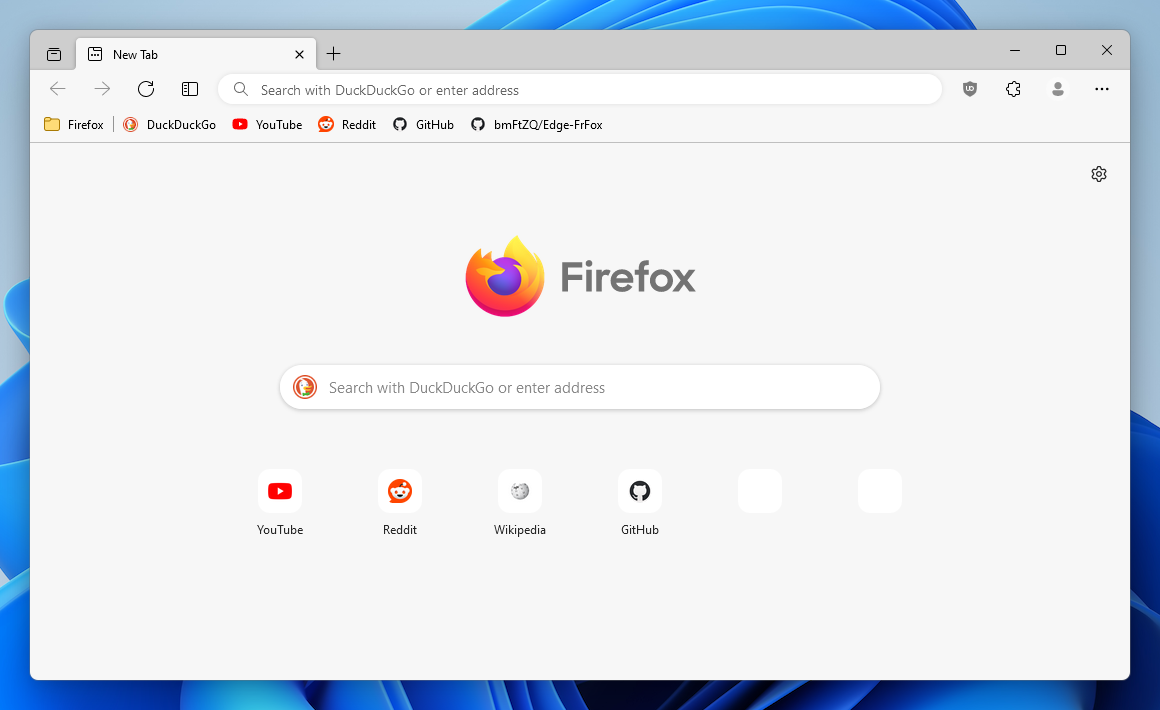 New Tab
Search with DuckDuckGo or enter address
Firefox DuckDuckGo YouTube Reddit GitHub bmFtZQ/Edge-FrFox
Firefox
Search with DuckDuckGo or enter address
YouTube Reddit Wikipedia GitHub